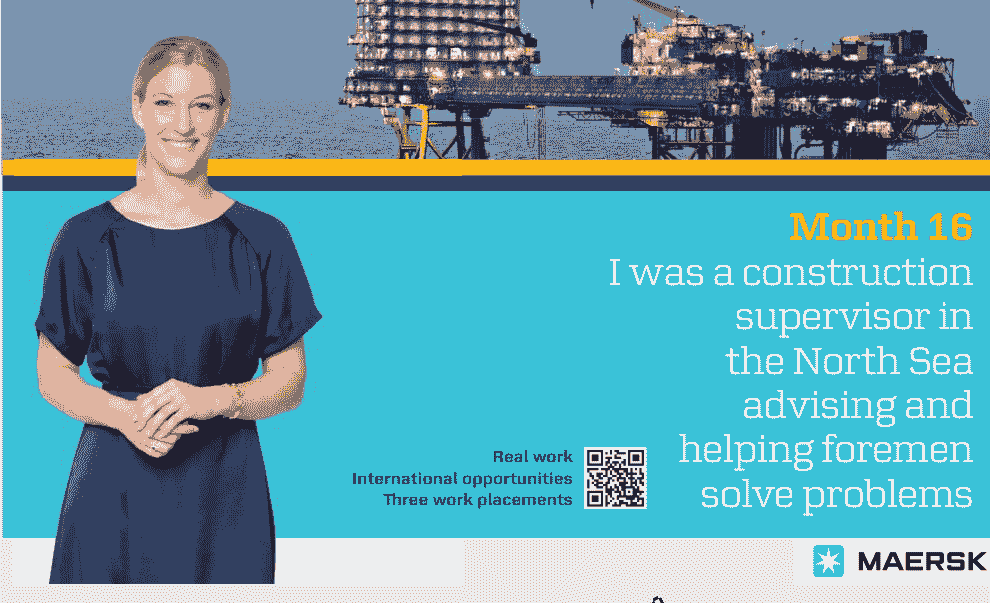 Month 16
I was a construction
supervisor in
the North Sea
advising and
helping foremen
solve problems
Real work
International opportunities
Three work placements
MAERSK